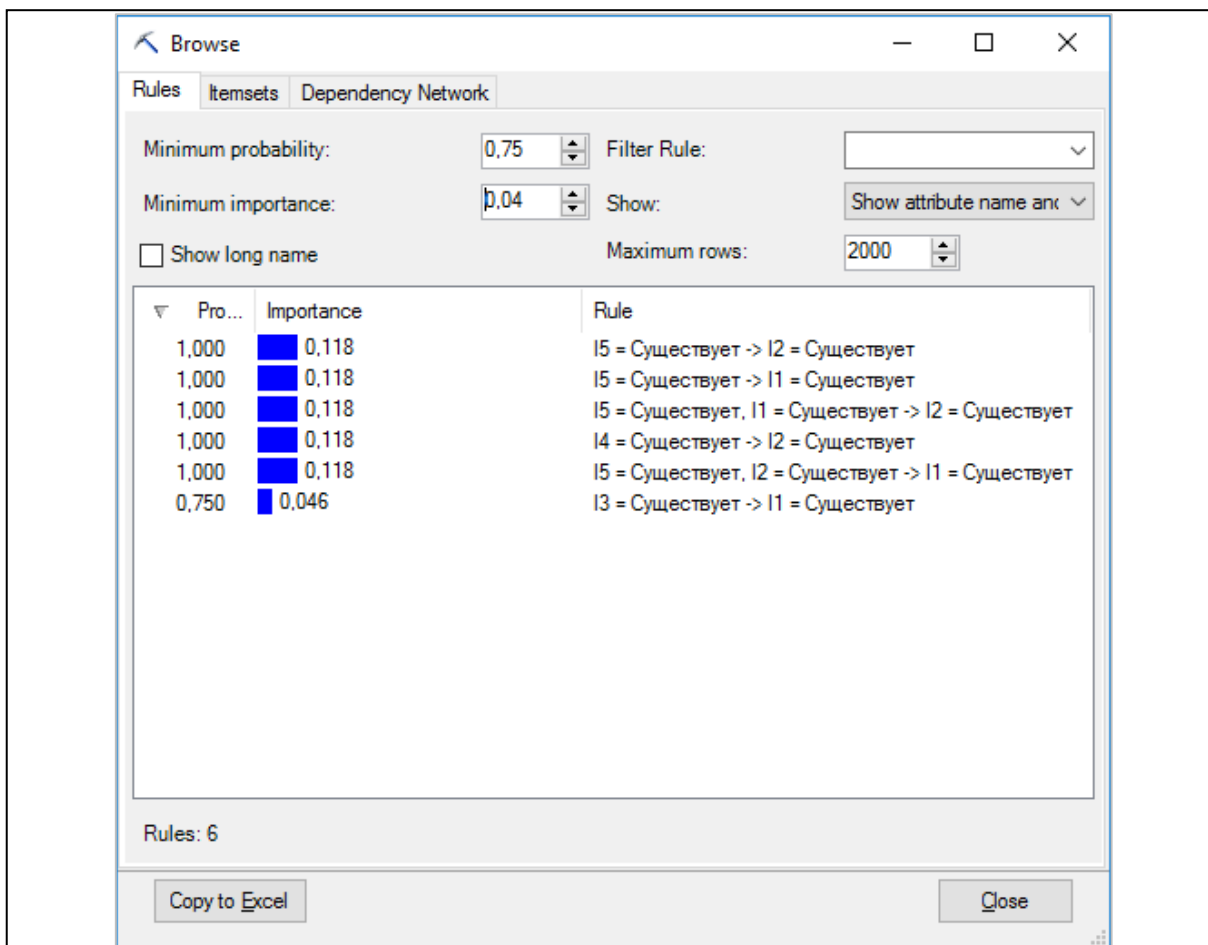 Browse
Rules Itemsets Dependency Network
Minimum probability: 0,75 Filter Rule:
Minimum importance: 0,04 Show: Show attribute name and
Show long name Maximum rows: 2000
Pro... Importance Rule
1,000 0,118 I5 = Существует -> I2 = Существует
1,000 0,118 I5 = Существует -> I1 = Существует
1,000 0,118 I5 = Существует, I1 = Существует -> I2 = Существует
1,000 0,118 I4 = Существует -> I2 = Существует
1,000 0,118 I5 = Существует, I2 = Существует -> I1 = Существует
0,750 0,046 I3 = Существует -> I1 = Существует
Rules: 6
Copy to Excel Close